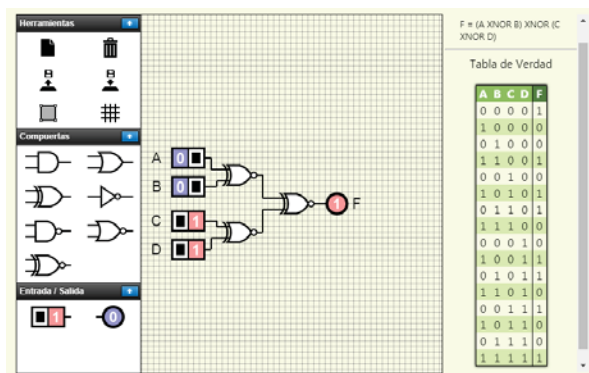 Herramientas
Compuertas
Entrada / Salida
1
0
A
0
B
0
C
1
D
1
1
F
F = (A XNOR B) XNOR (C
XNOR D)
Tabla de Verdad
A B C D F
0 0 0 0 1
1 0 0 0 0
0 1 0 0 0
1 1 0 0 1
0 0 1 0 0
1 0 1 0 1
0 1 1 0 1
1 1 1 0 0
0 0 0 1 0
1 0 0 1 1
0 1 0 1 1
1 1 0 1 0
0 0 1 1 1
1 0 1 1 0
0 1 1 1 0
1 1 1 1 1